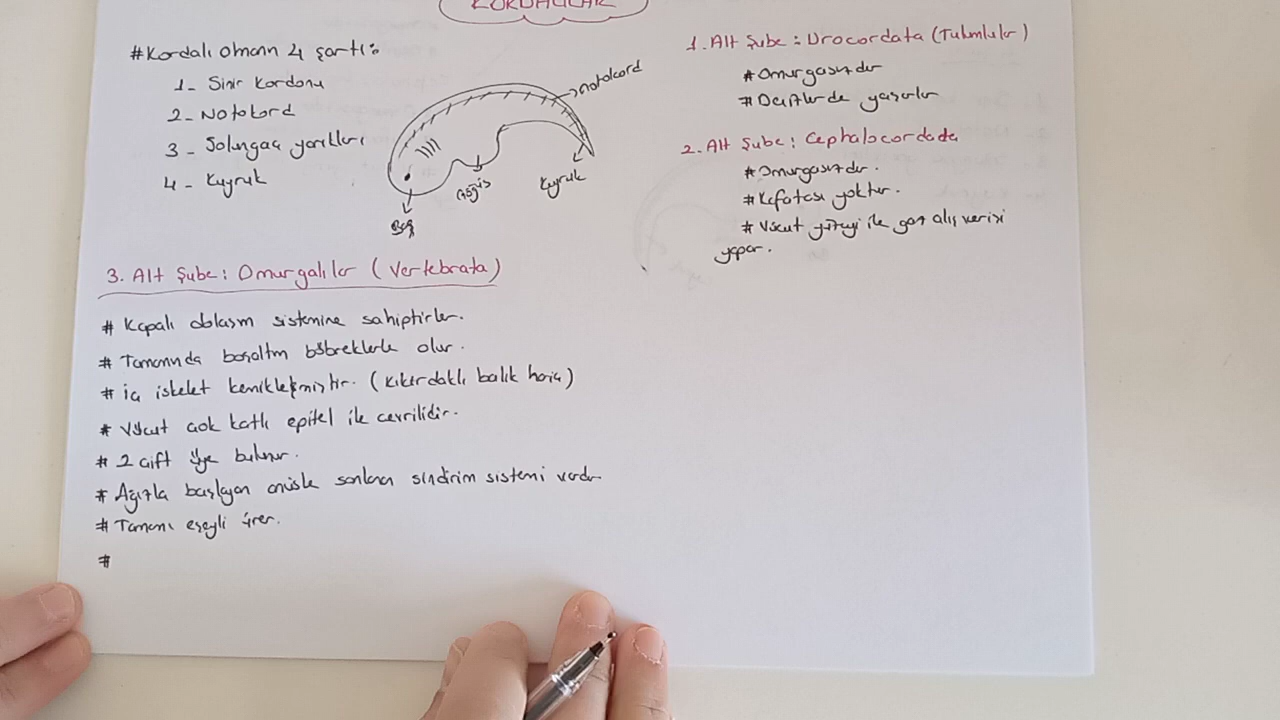 KORDALILAR
#Kordalı olmanın 4 şartı:
1- Sinir Kordonu
2- Notokord
3- Solungaç yarıkları
4- Kuyruk
notokord
Göğüs
Kuyruk
Baş
1. Alt Şube: Urocordata (Tulumlular)
#Omurgasızdır
#Denizlerde yaşarlar
2. Alt Şube: Cephalocordada
#Omurgasızdır.
#Kafatası yoktur.
#Vücut yüzeyi ile gaz alış verişi
yapar.
3. Alt Şube: Omurgalılar (Vertebrata)
# Kapalı dolaşım sistemine sahiptirler.
# Tamamında boşaltım böbreklerle olur.
# İç iskelet kemikleşmiştir. (Kıkırdaklı balık hariç)
# Vücut çok katlı epitel ile çevrilidir.
# 2 çift üye bulunur.
# Ağızla başlayan anüsle sonlanan sindirim sistemi vardır
# Tamamı eşeyli ürer.
#